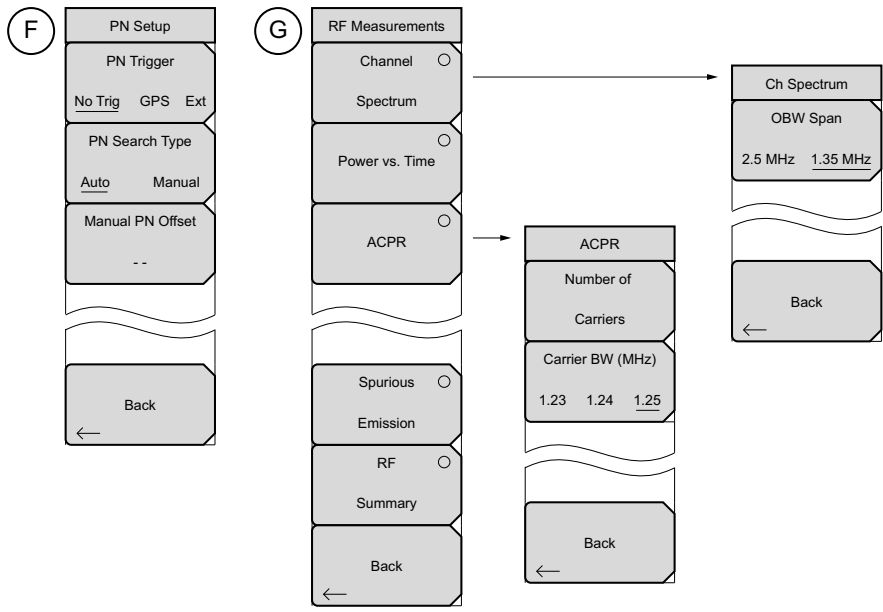 F
PN Setup
PN Trigger
No Trig GPS Ext
PN Search Type
Auto Manual
Manual PN Offset
- -
Back
G
RF Measurements
Channel
Spectrum
Power vs. Time
ACPR
Spurious
Emission
RF
Summary
Back
ACPR
Number of
Carriers
Carrier BW (MHz)
1.23 1.24 1.25
Back
Ch Spectrum
OBW Span
2.5 MHz 1.35 MHz
Back